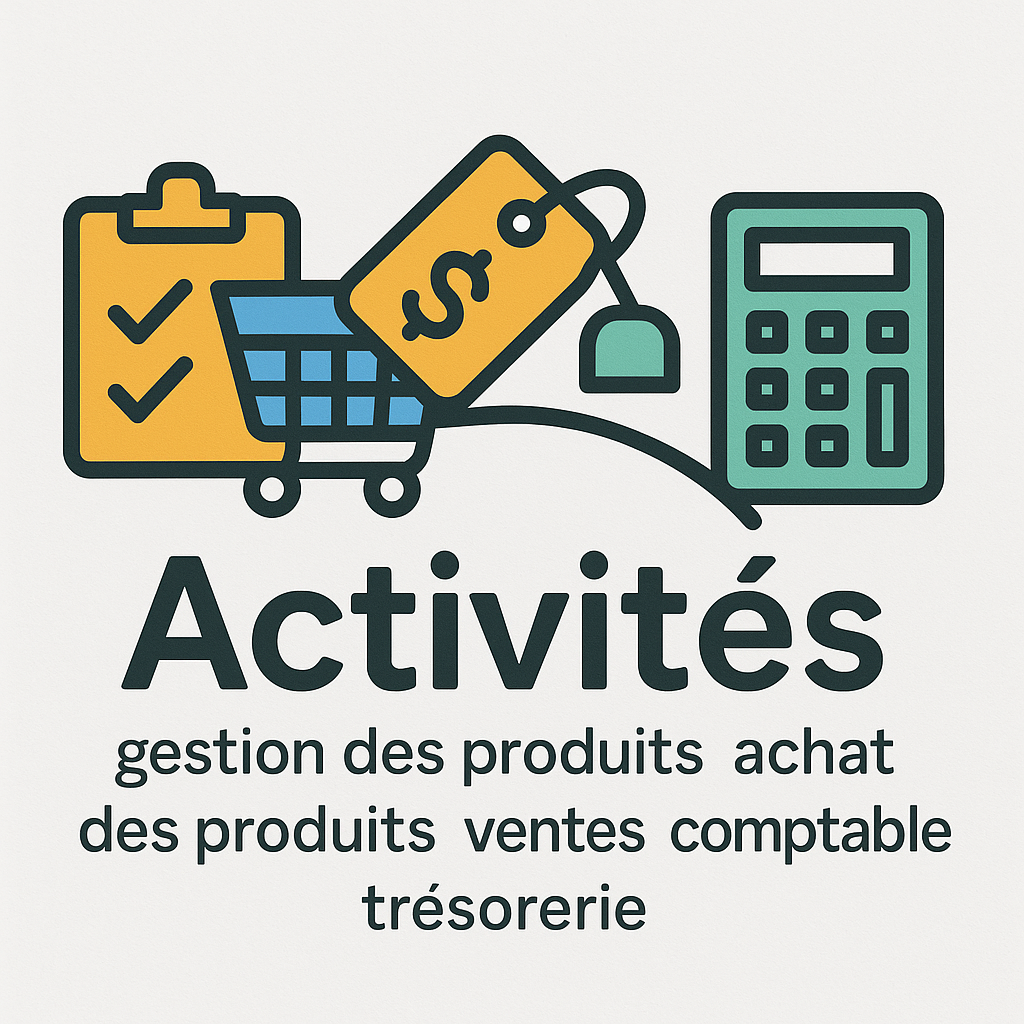 $
Activités
gestion des produits achat
des produits ventes comptable
trésorerie